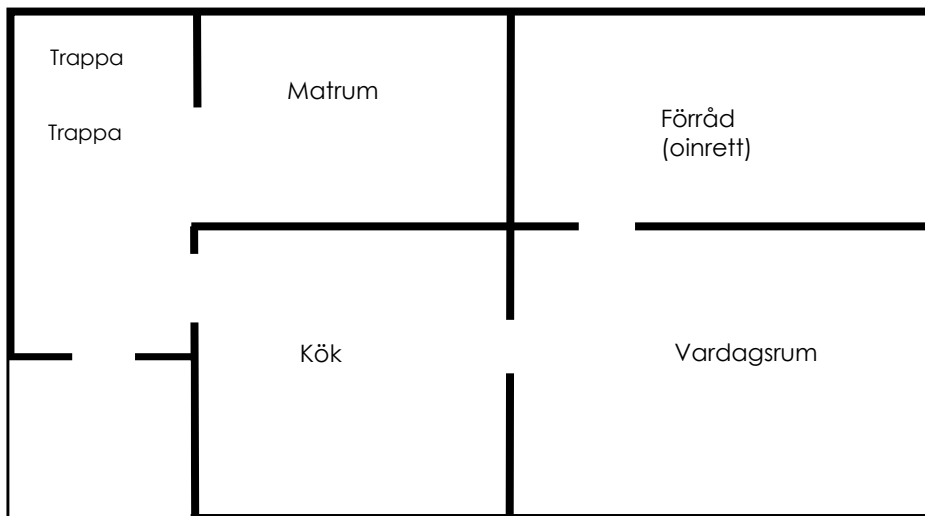 Trappa
Matrum
Trappa
Förråd
(oinrett)
Kök
Vardagsrum